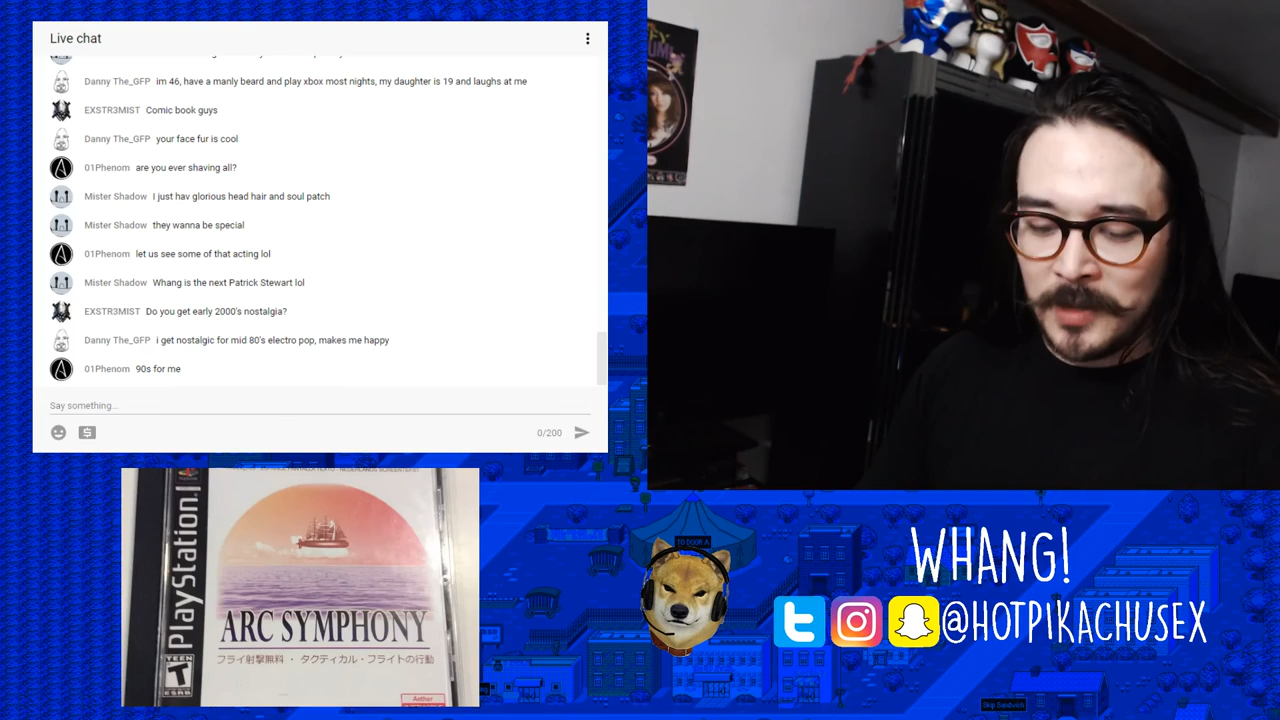 Live chat
Danny The_GFP im 46, have a manly beard and play xbox most nights, my daughter is 19 and laughs at me
EXSTR3MIST Comic book guys
Danny The_GFP your face fur is cool
01Phenom are you ever shaving all?
Mister Shadow I just hav glorious head hair and soul patch
Mister Shadow they wanna be special
01Phenom let us see some of that acting lol
Mister Shadow Whang is the next Patrick Stewart lol
EXSTR3MIST Do you get early 2000's nostalgia?
Danny The_GFP i get nostalgic for mid 80's electro pop, makes me happy
01Phenom 90s for me
Say something...
0/200
PlayStation
TEEN
T
ESRB
ARC SYMPHONY
フライ射撃無料・タクティカル・フライトの行動
Aether
TO DOOR A
WHANG!
@HOTPIKACHUSEX
Skip Sandwich